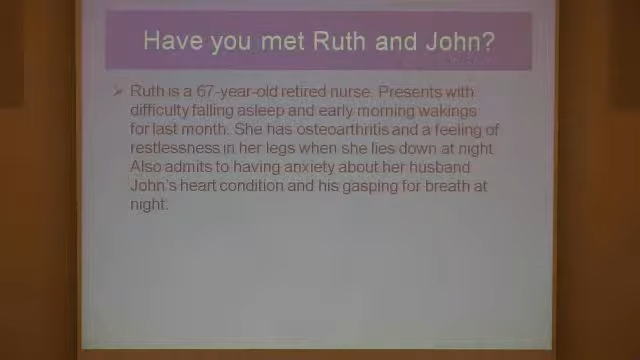 Have you met Ruth and John?
Ruth is a 67-year-old retired nurse. Presents with
difficulty falling asleep and early morning wakings
for last month. She has osteoarthritis and a feeling of
restlessness in her legs when she lies down at night.
Also admits to having anxiety about her husband
John's heart condition and his gasping for breath at
night.